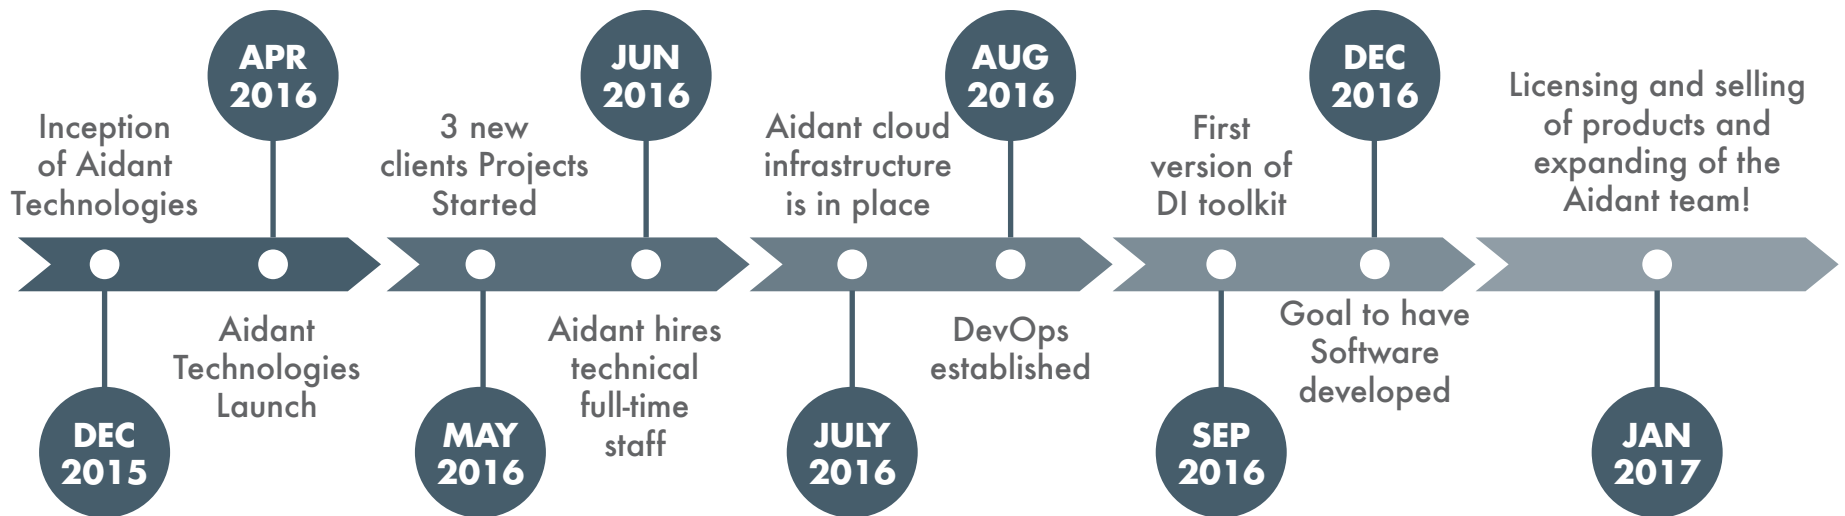 APR
2016
JUN
2016
AUG
2016
DEC
2016
Inception
of Aidant
Technologies
3 new
clients Projects
Started
Aidant cloud
infrastructure
is in place
First
version of
DI toolkit
Licensing and selling
of products and
expanding of the
Aidant team!
Aidant
Technologies
Launch
Aidant hires
technical
full-time
staff
DevOps
established
Goal to have
Software
developed
DEC
2015
MAY
2016
JULY
2016
SEP
2016
JAN
2017